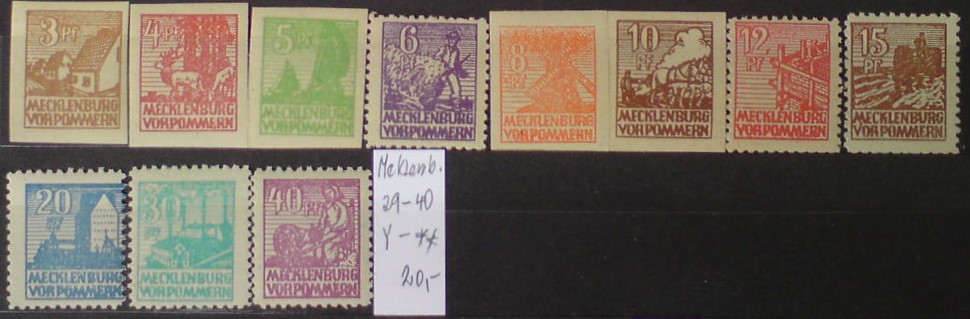 3 Pf
MECKLENBURG
VORPOMMERN
4 Pf
MECKLENBURG
VORPOMMERN
5 Pf
MECKLENBURG
VORPOMMERN
6 Pf
MECKLENBURG
VORPOMMERN
8 Pf
MECKLENBURG
VORPOMMERN
10 Pf
MECKLENBURG
VORPOMMERN
12 Pf
MECKLENBURG
VORPOMMERN
15 Pf
MECKLENBURG
VORPOMMERN
20 Pf
MECKLENBURG
VORPOMMERN
30 Pf
MECKLENBURG
VORPOMMERN
40 Pf
MECKLENBURG
VORPOMMERN
Meklenb.
29-40
Y - **
20,-